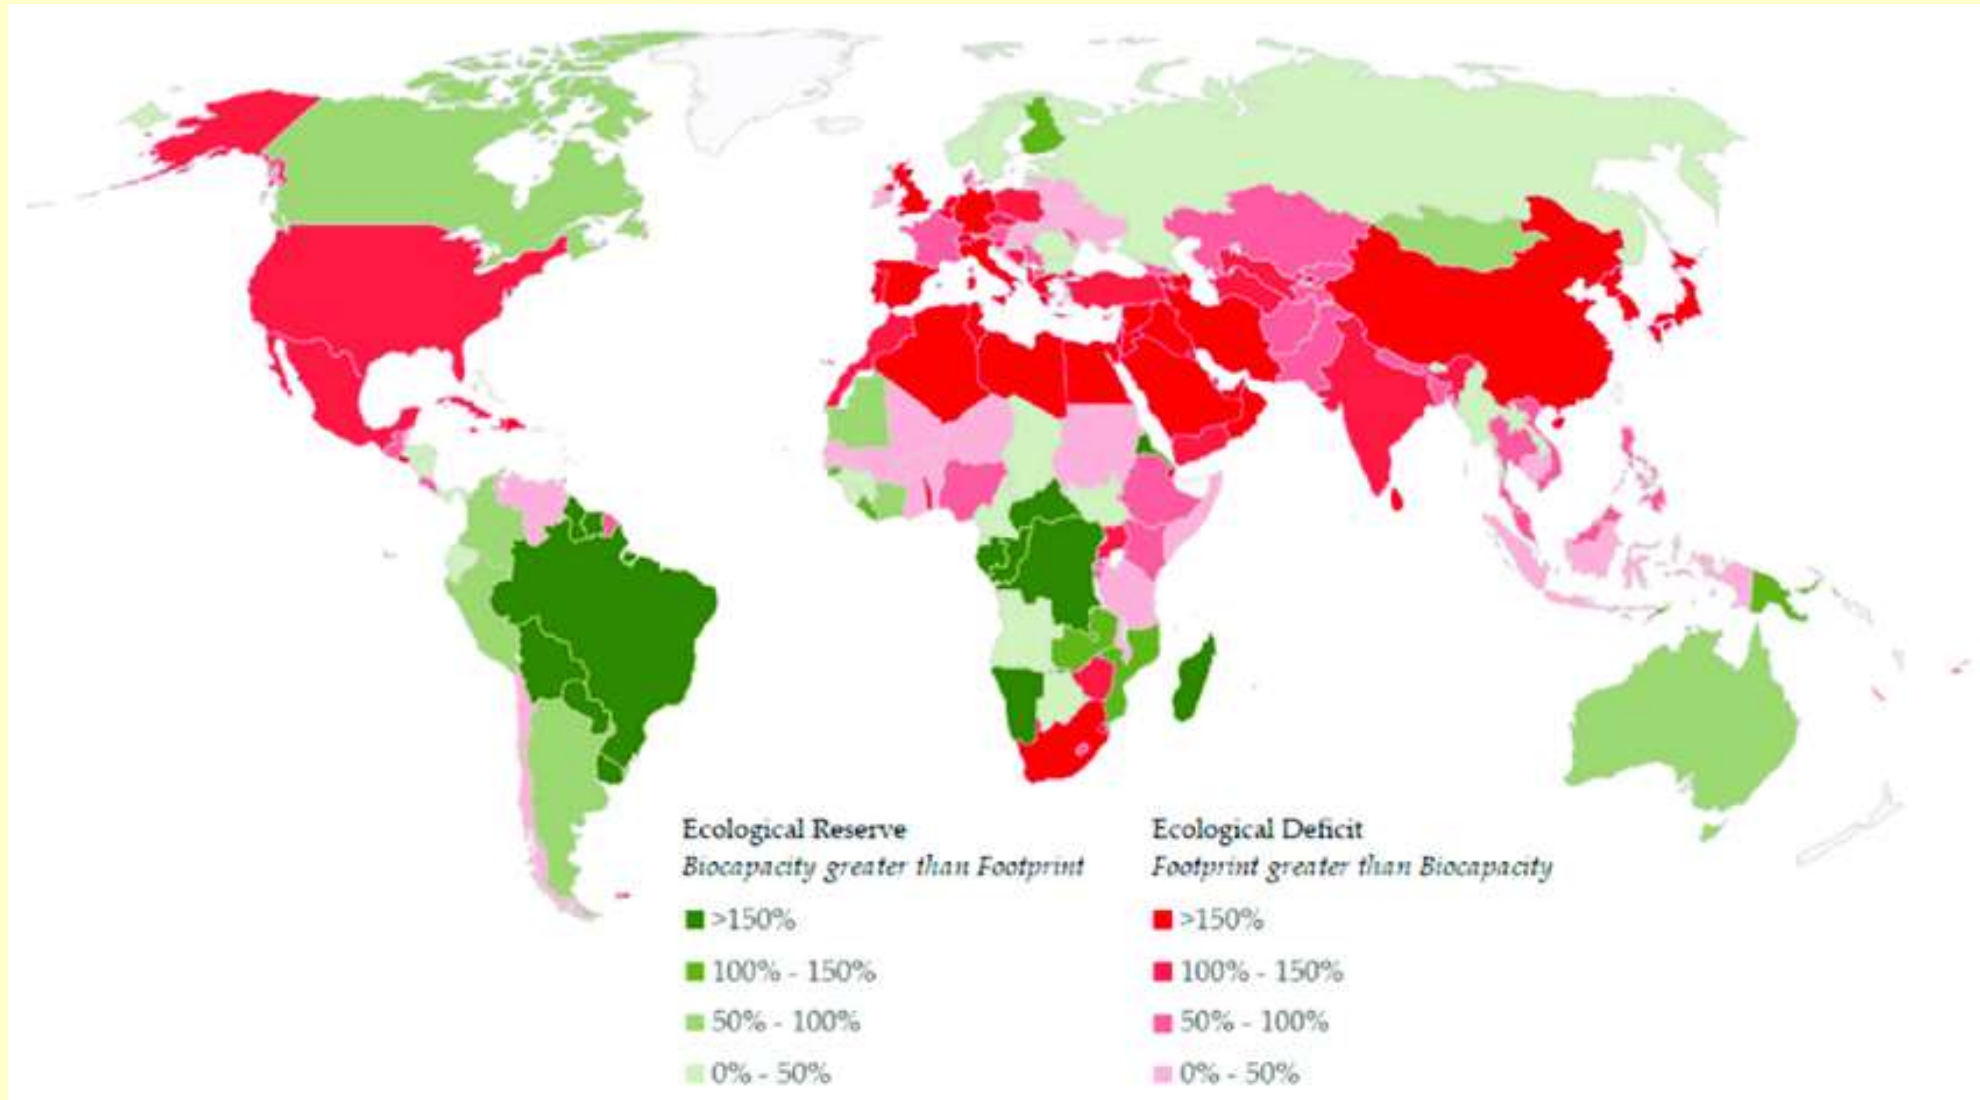 Ecological Reserve
Biocapacity greater than Footprint
>150%
100% - 150%
50% - 100%
0% - 50%
Ecological Deficit
Footprint greater than Biocapacity
>150%
100% - 150%
50% - 100%
0% - 50%